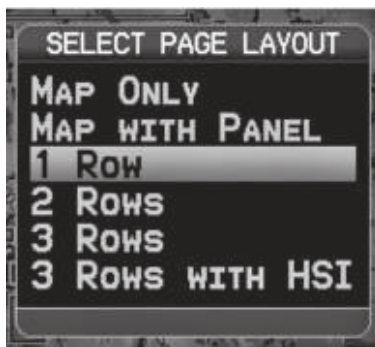 SELECT PAGE LAYOUT
MAP ONLY
MAP WITH PANEL
1 ROW
2 ROWS
3 ROWS
3 ROWS WITH HSI